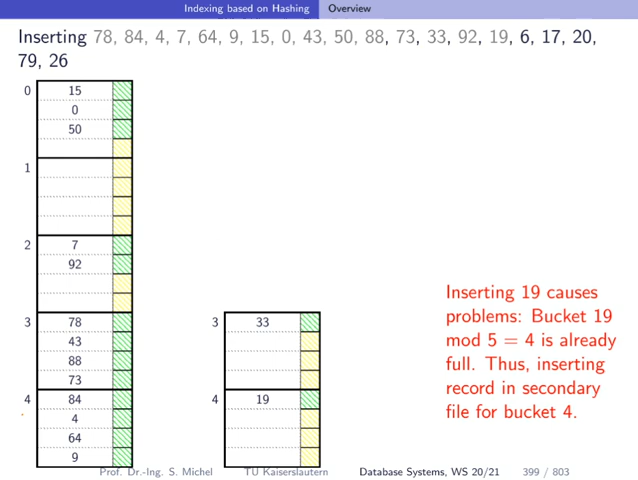 Indexing based on Hashing Overview
Inserting 78, 84, 4, 7, 64, 9, 15, 0, 43, 50, 88, 73, 33, 92, 19, 6, 17, 20,
79, 26
0 15
0
50
1
2 7
92
3 78 3 33
43
88
73
4 84 4 19
4
64
9
Inserting 19 causes
problems: Bucket 19
mod 5 = 4 is already
full. Thus, inserting
record in secondary
file for bucket 4.
Prof. Dr.-Ing. S. Michel TU Kaiserslautern Database Systems, WS 20/21 399 / 803